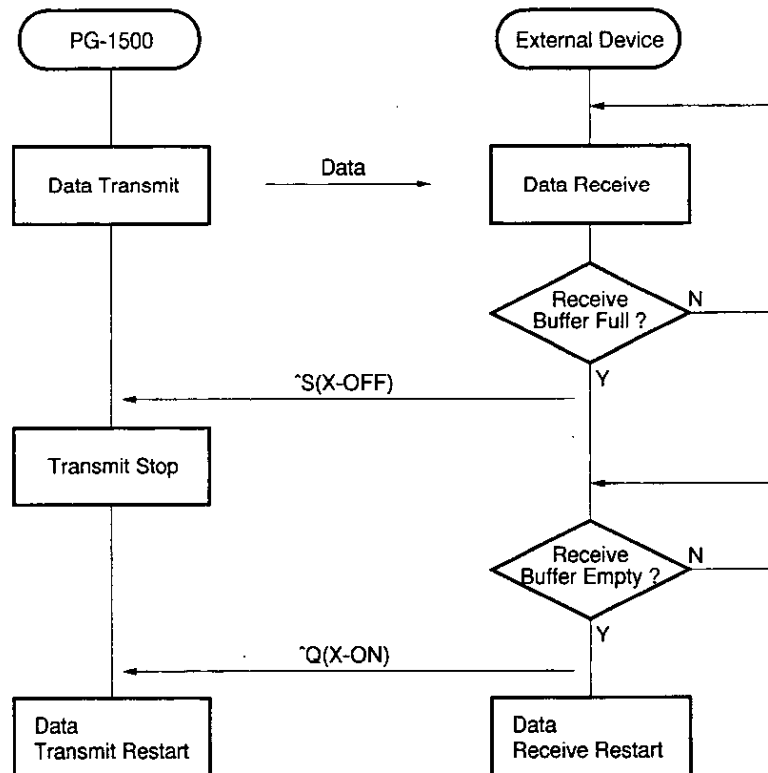 PG-1500
External Device
Data Transmit
Data
Data Receive
Receive
Buffer Full ?
N
Y
^S(X-OFF)
Transmit Stop
Receive
Buffer Empty ?
N
Y
^Q(X-ON)
Data
Transmit Restart
Data
Receive Restart